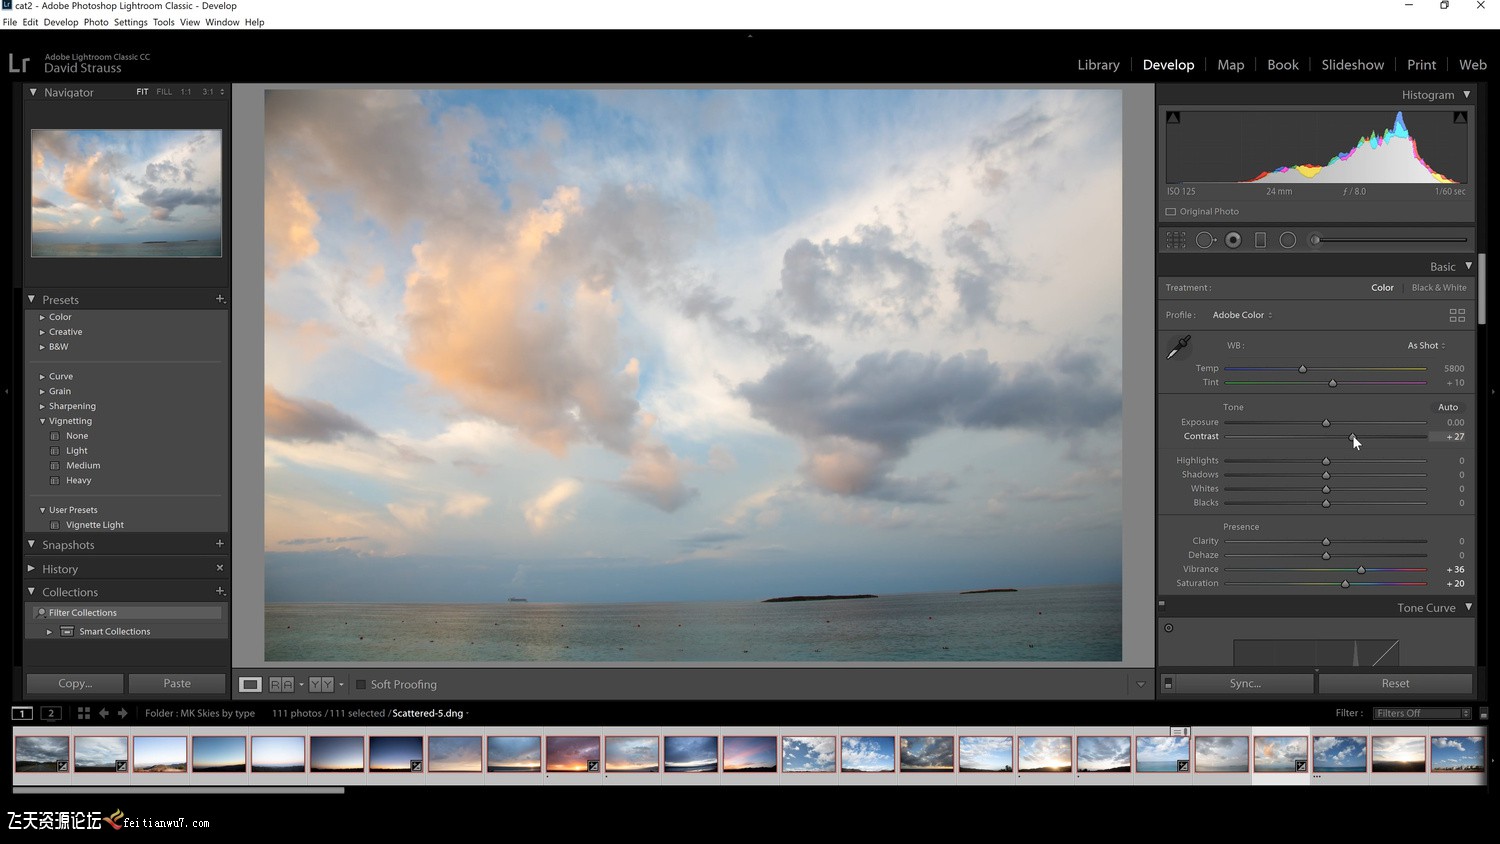 Lr cat2 - Adobe Photoshop Lightroom Classic - Develop
File Edit Develop Photo Settings Tools View Window Help
Lr
Adobe Lightroom Classic CC
David Strauss
Library | Develop | Map | Book | Slideshow | Print | Web
Navigator FIT FILL 1:1 3:1
Presets
Color
Creative
B&W
Curve
Grain
Sharpening
Vignetting
None
Light
Medium
Heavy
User Presets
Vignette Light
Snapshots
History
Collections
Filter Collections
Smart Collections
Copy... Paste
Soft Proofing
Histogram
ISO 125 24 mm ƒ / 8.0 1/60 sec
Original Photo
Basic
Treatment : Color | Black & White
Profile : Adobe Color
WB : As Shot
Temp 5800
Tint + 10
Tone Auto
Exposure 0.00
Contrast + 27
Highlights 0
Shadows 0
Whites 0
Blacks 0
Presence
Clarity 0
Dehaze 0
Vibrance + 36
Saturation + 20
Tone Curve
Sync... Reset
1 2 Folder : MK Skies by type 111 photos / 111 selected / Scattered-5.dng
Filter : Filters Off
飞天资源论坛 feitianwu7.com